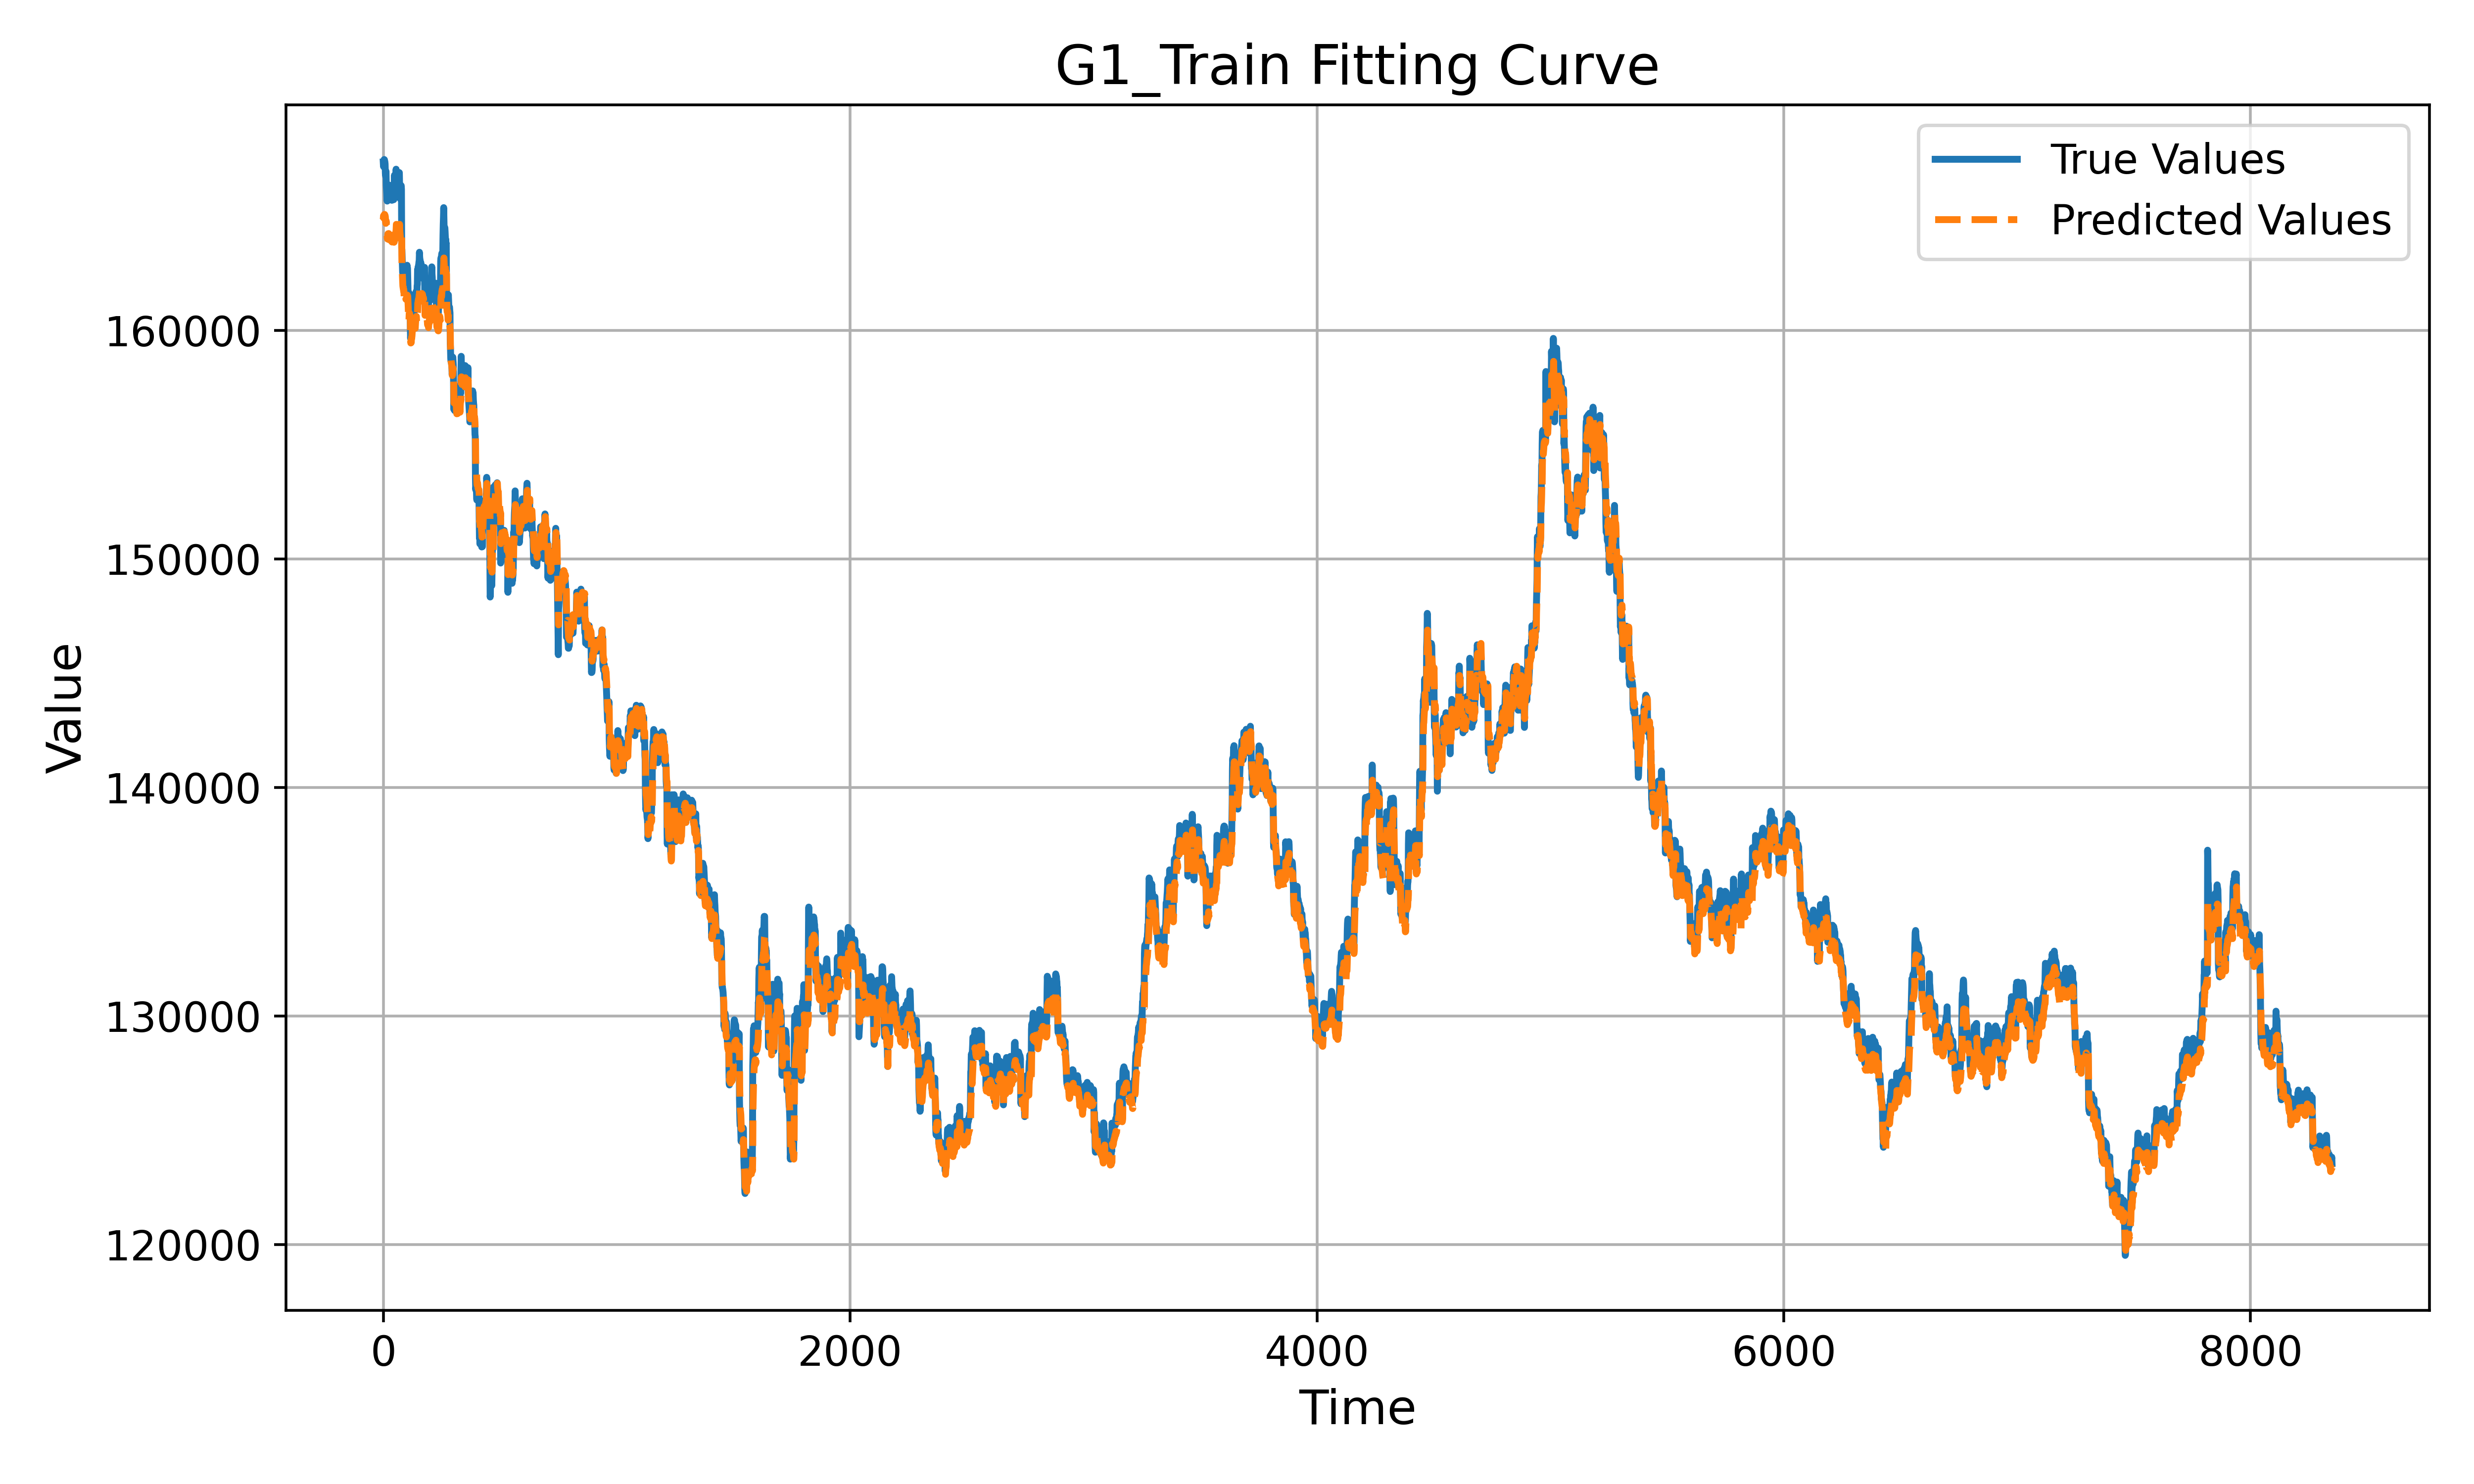 G1_Train Fitting Curve
True Values
Predicted Values
Value
160000
150000
140000
130000
120000
0 2000 4000 6000 8000
Time